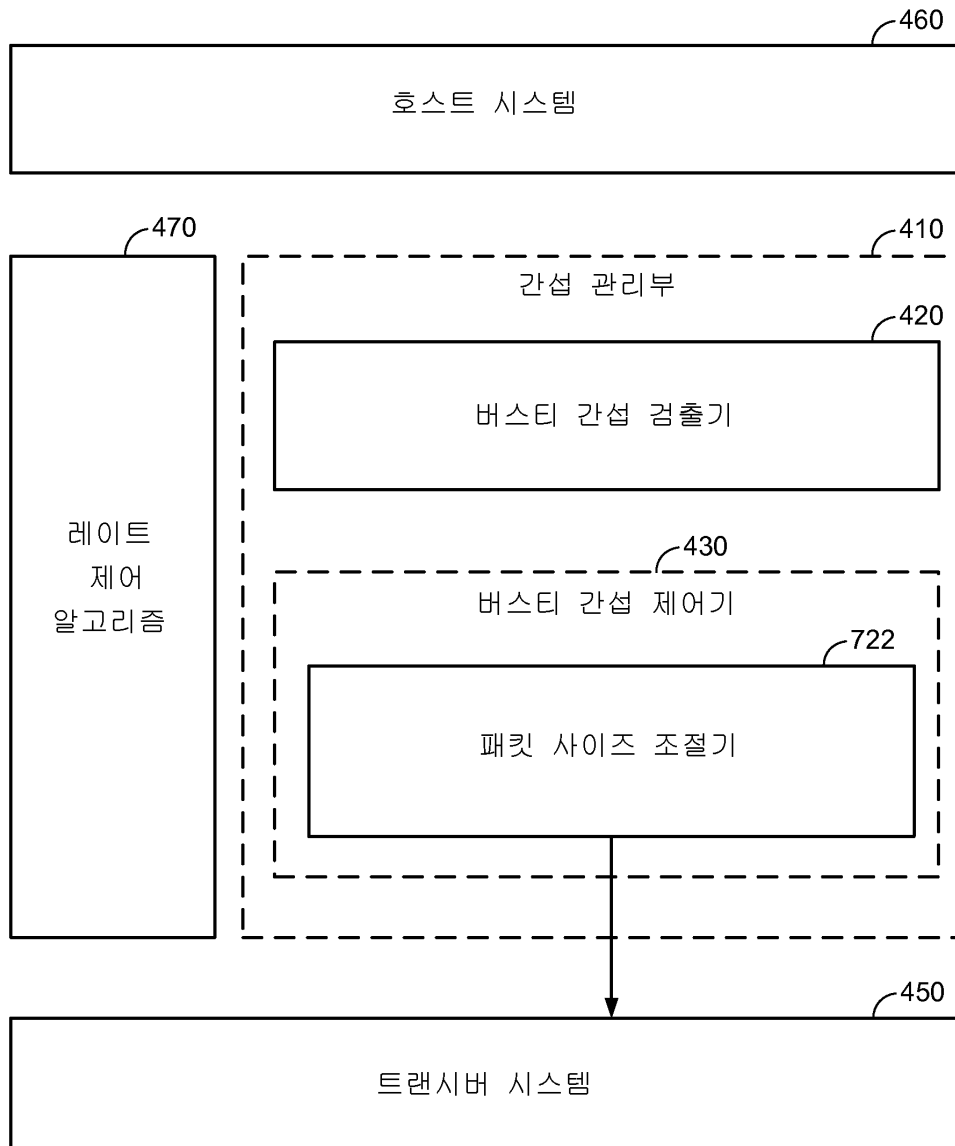 460
호스트 시스템
470
410
간섭 관리부
420
버스티 간섭 검출기
레이트
제어
알고리즘
430
버스티 간섭 제어기
722
패킷 사이즈 조절기
450
트랜시버 시스템